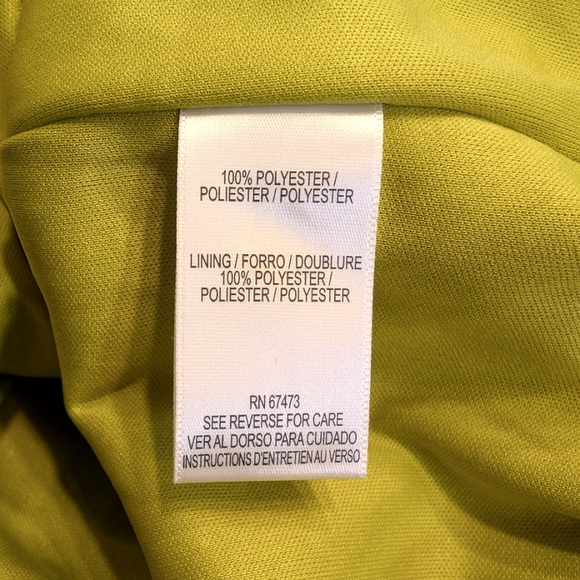 100% POLYESTER /
POLIESTER / POLYESTER
LINING / FORRO / DOUBLURE
100% POLYESTER /
POLIESTER / POLYESTER
RN 67473
SEE REVERSE FOR CARE
VER AL DORSO PARA CUIDADO
INSTRUCTIONS D'ENTRETIEN AU VERSO